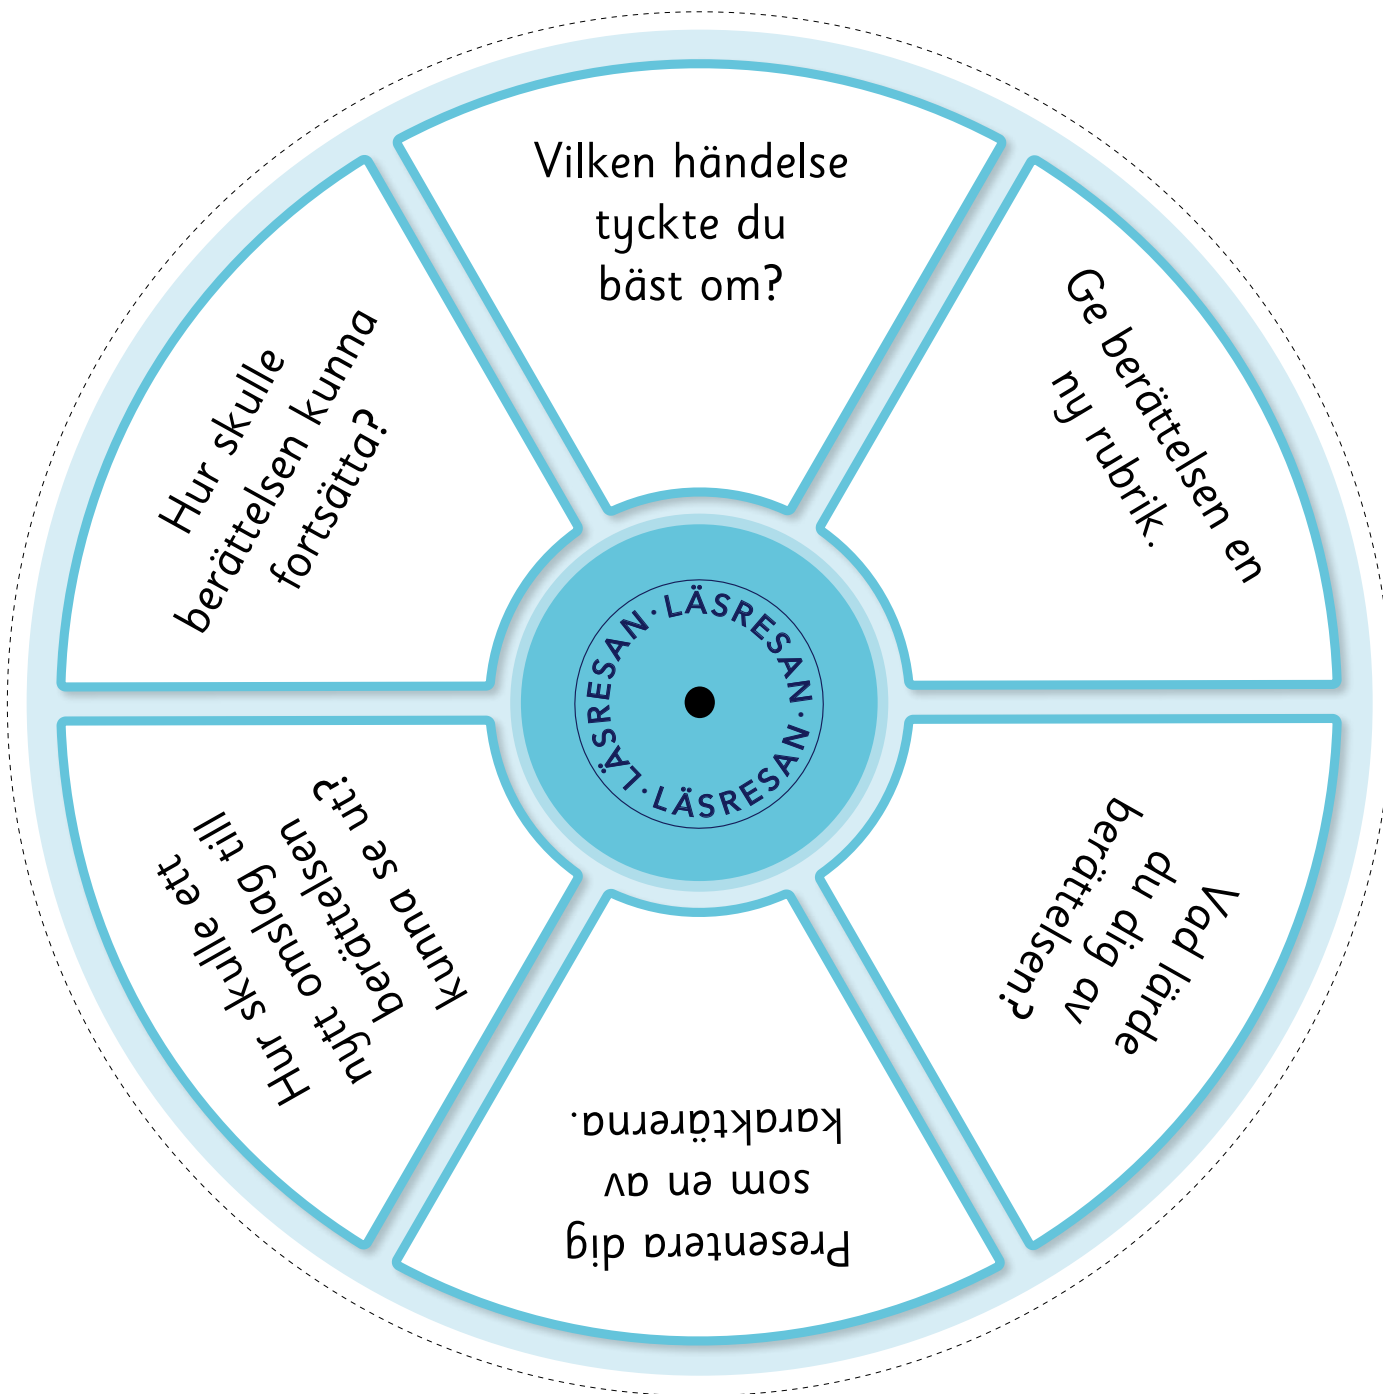 Vilken händelse
tyckte du
bäst om?
Ge berättelsen en
ny rubrik.
Vad lärde
du dig av
berättelsen?
Presentera dig
som en av
karaktärerna.
Hur skulle ett
nytt omslag till
berättelsen
kunna se ut?
Hur skulle
berättelsen kunna
fortsätta?
LÄSRESAN · LÄSRESAN · LÄSRESAN · LÄSRESAN ·